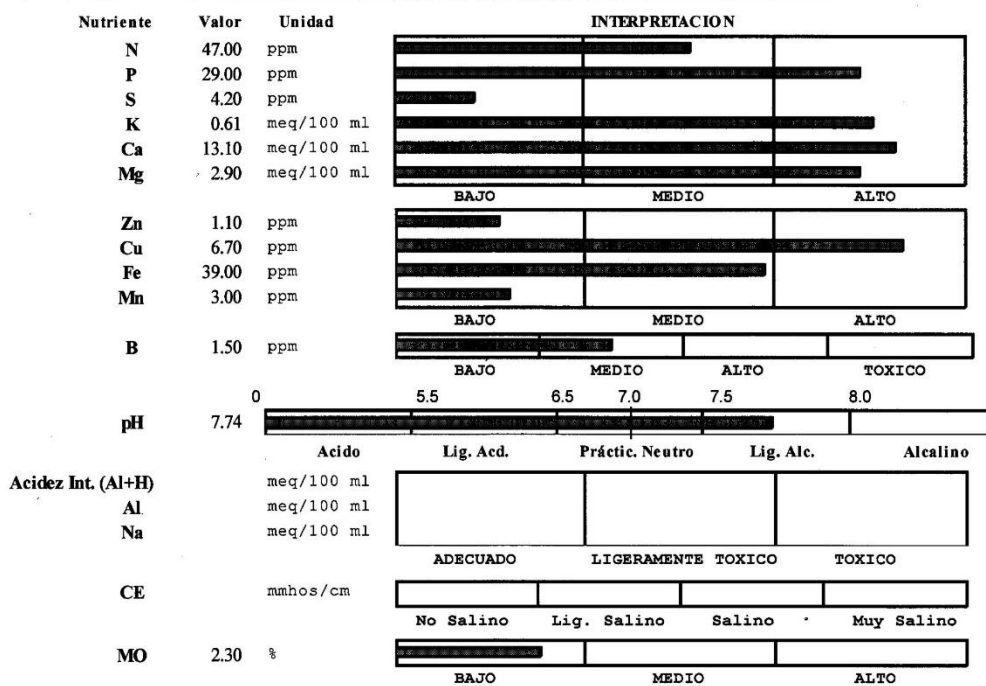 Nutriente Valor Unidad INTERPRETACION
N 47.00 ppm
P 29.00 ppm
S 4.20 ppm
K 0.61 meq/100 ml
Ca 13.10 meq/100 ml
Mg 2.90 meq/100 ml
BAJO MEDIO ALTO
Zn 1.10 ppm
Cu 6.70 ppm
Fe 39.00 ppm
Mn 3.00 ppm
BAJO MEDIO ALTO
B 1.50 ppm
BAJO MEDIO ALTO TOXICO
0 5.5 6.5 7.0 7.5 8.0
pH 7.74
Acido Lig. Acd. Práctic. Neutro Lig. Alc. Alcalino
Acidez Int. (Al+H) meq/100 ml
Al meq/100 ml
Na meq/100 ml
ADECUADO LIGERAMENTE TOXICO TOXICO
CE mmhos/cm
No Salino Lig. Salino Salino Muy Salino
MO 2.30 %
BAJO MEDIO ALTO